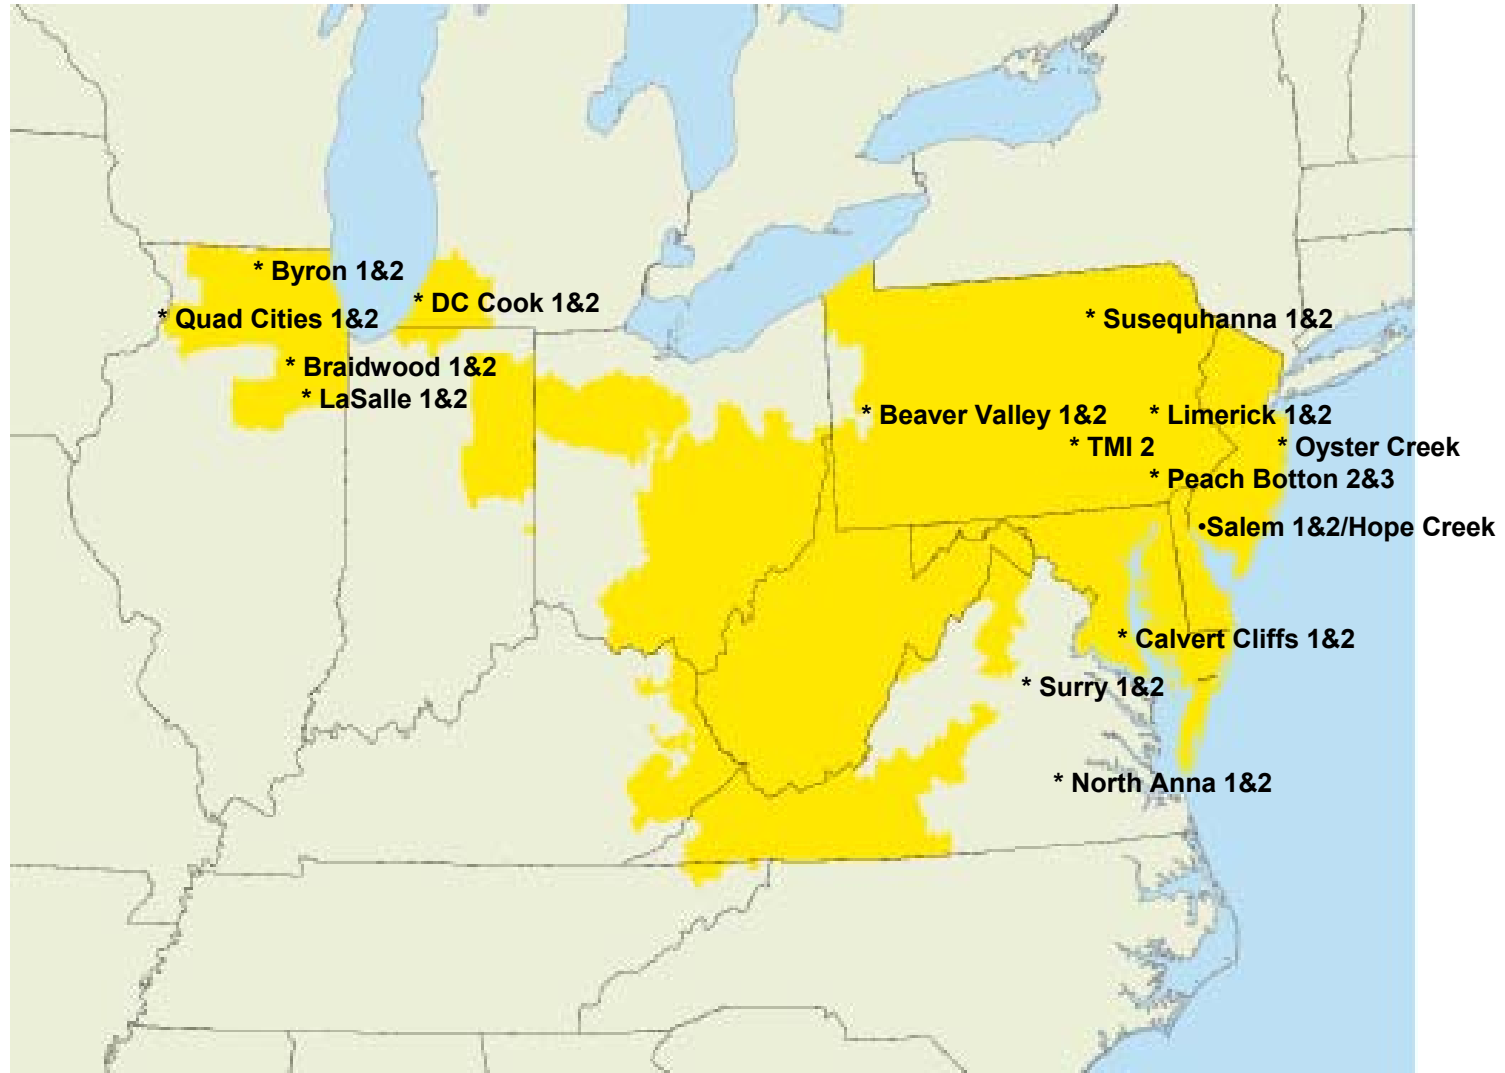 * Byron 1&2
* DC Cook 1&2
* Quad Cities 1&2
* Susequhanna 1&2
* Braidwood 1&2
* LaSalle 1&2
* Beaver Valley 1&2
* Limerick 1&2
* TMI 2
* Oyster Creek
* Peach Botton 2&3
•Salem 1&2/Hope Creek
* Calvert Cliffs 1&2
* Surry 1&2
* North Anna 1&2